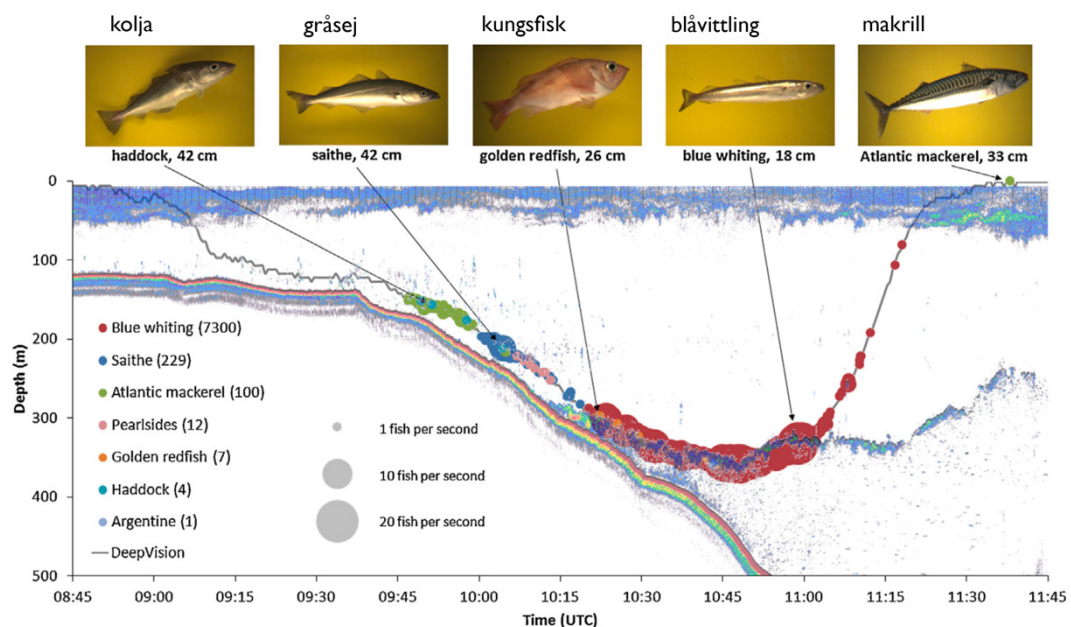 kolja gråsej kungsfisk blåvittling makrill
haddock, 42 cm saithe, 42 cm golden redfish, 26 cm blue whiting, 18 cm Atlantic mackerel, 33 cm
0
100
200
300
400
500
Depth (m)
Blue whiting (7300)
Saithe (229)
Atlantic mackerel (100)
Pearlsides (12)
Golden redfish (7)
Haddock (4)
Argentine (1)
DeepVision
1 fish per second
10 fish per second
20 fish per second
08:45 09:00 09:15 09:30 09:45 10:00 10:15 10:30 10:45 11:00 11:15 11:30 11:45
Time (UTC)